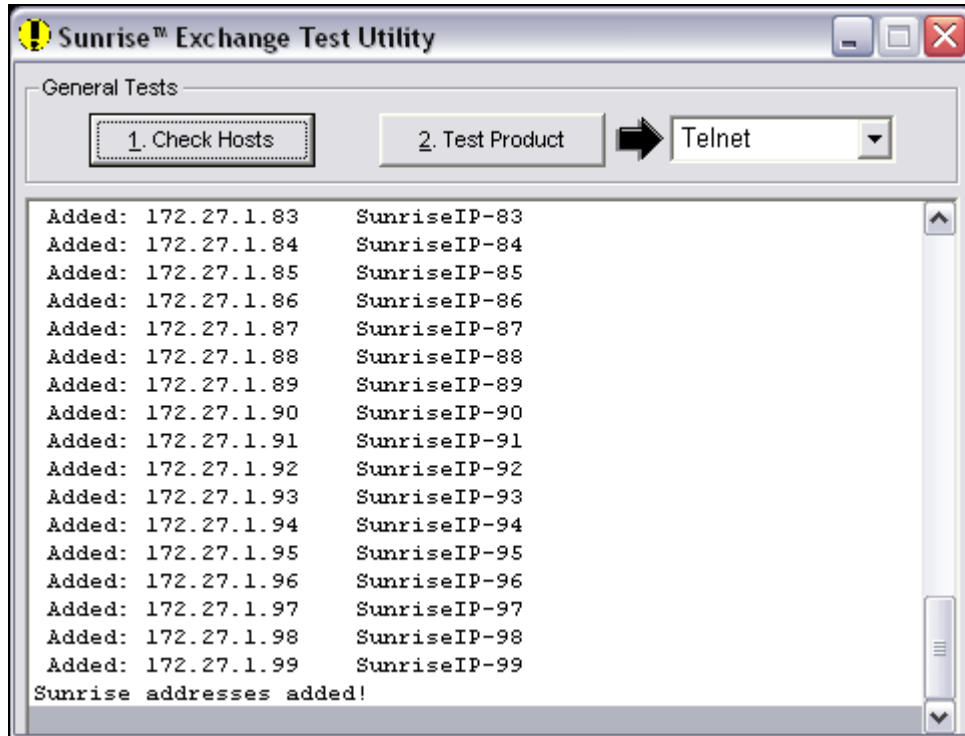 Sunrise™ Exchange Test Utility
General Tests
1. Check Hosts
2. Test Product
Telnet
Added: 172.27.1.83 SunriseIP-83
Added: 172.27.1.84 SunriseIP-84
Added: 172.27.1.85 SunriseIP-85
Added: 172.27.1.86 SunriseIP-86
Added: 172.27.1.87 SunriseIP-87
Added: 172.27.1.88 SunriseIP-88
Added: 172.27.1.89 SunriseIP-89
Added: 172.27.1.90 SunriseIP-90
Added: 172.27.1.91 SunriseIP-91
Added: 172.27.1.92 SunriseIP-92
Added: 172.27.1.93 SunriseIP-93
Added: 172.27.1.94 SunriseIP-94
Added: 172.27.1.95 SunriseIP-95
Added: 172.27.1.96 SunriseIP-96
Added: 172.27.1.97 SunriseIP-97
Added: 172.27.1.98 SunriseIP-98
Added: 172.27.1.99 SunriseIP-99
Sunrise addresses added!